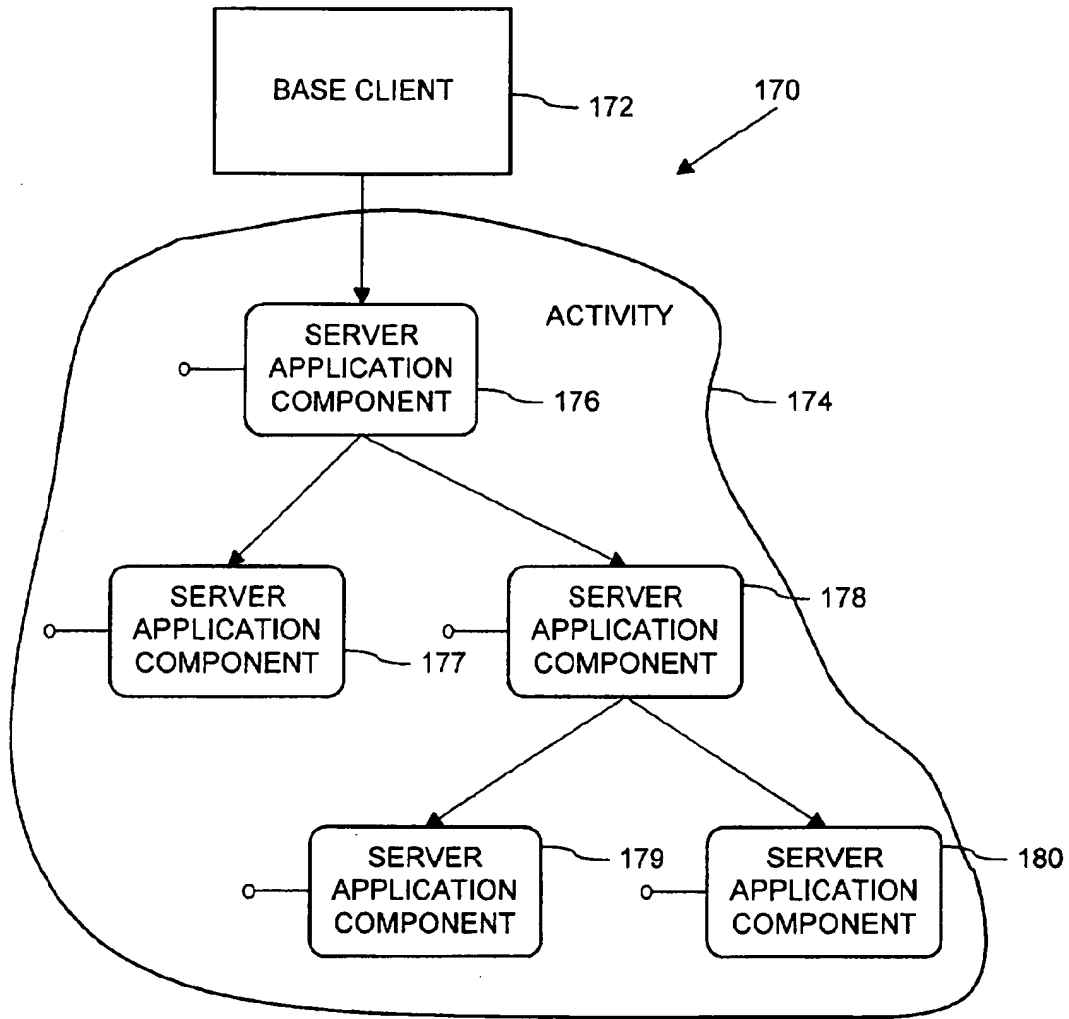 BASE CLIENT
172
170
SERVER
APPLICATION
COMPONENT
176
ACTIVITY
174
SERVER
APPLICATION
COMPONENT
177
SERVER
APPLICATION
COMPONENT
178
SERVER
APPLICATION
COMPONENT
179
SERVER
APPLICATION
COMPONENT
180